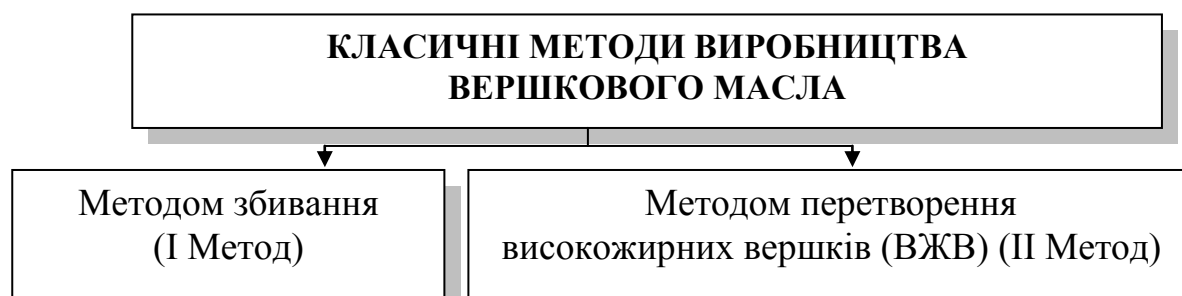 КЛАСИЧНІ МЕТОДИ ВИРОБНИЦТВА
ВЕРШКОВОГО МАСЛА
Методом збивання
(І Метод)
Методом перетворення
високожирних вершків (ВЖВ) (ІІ Метод)